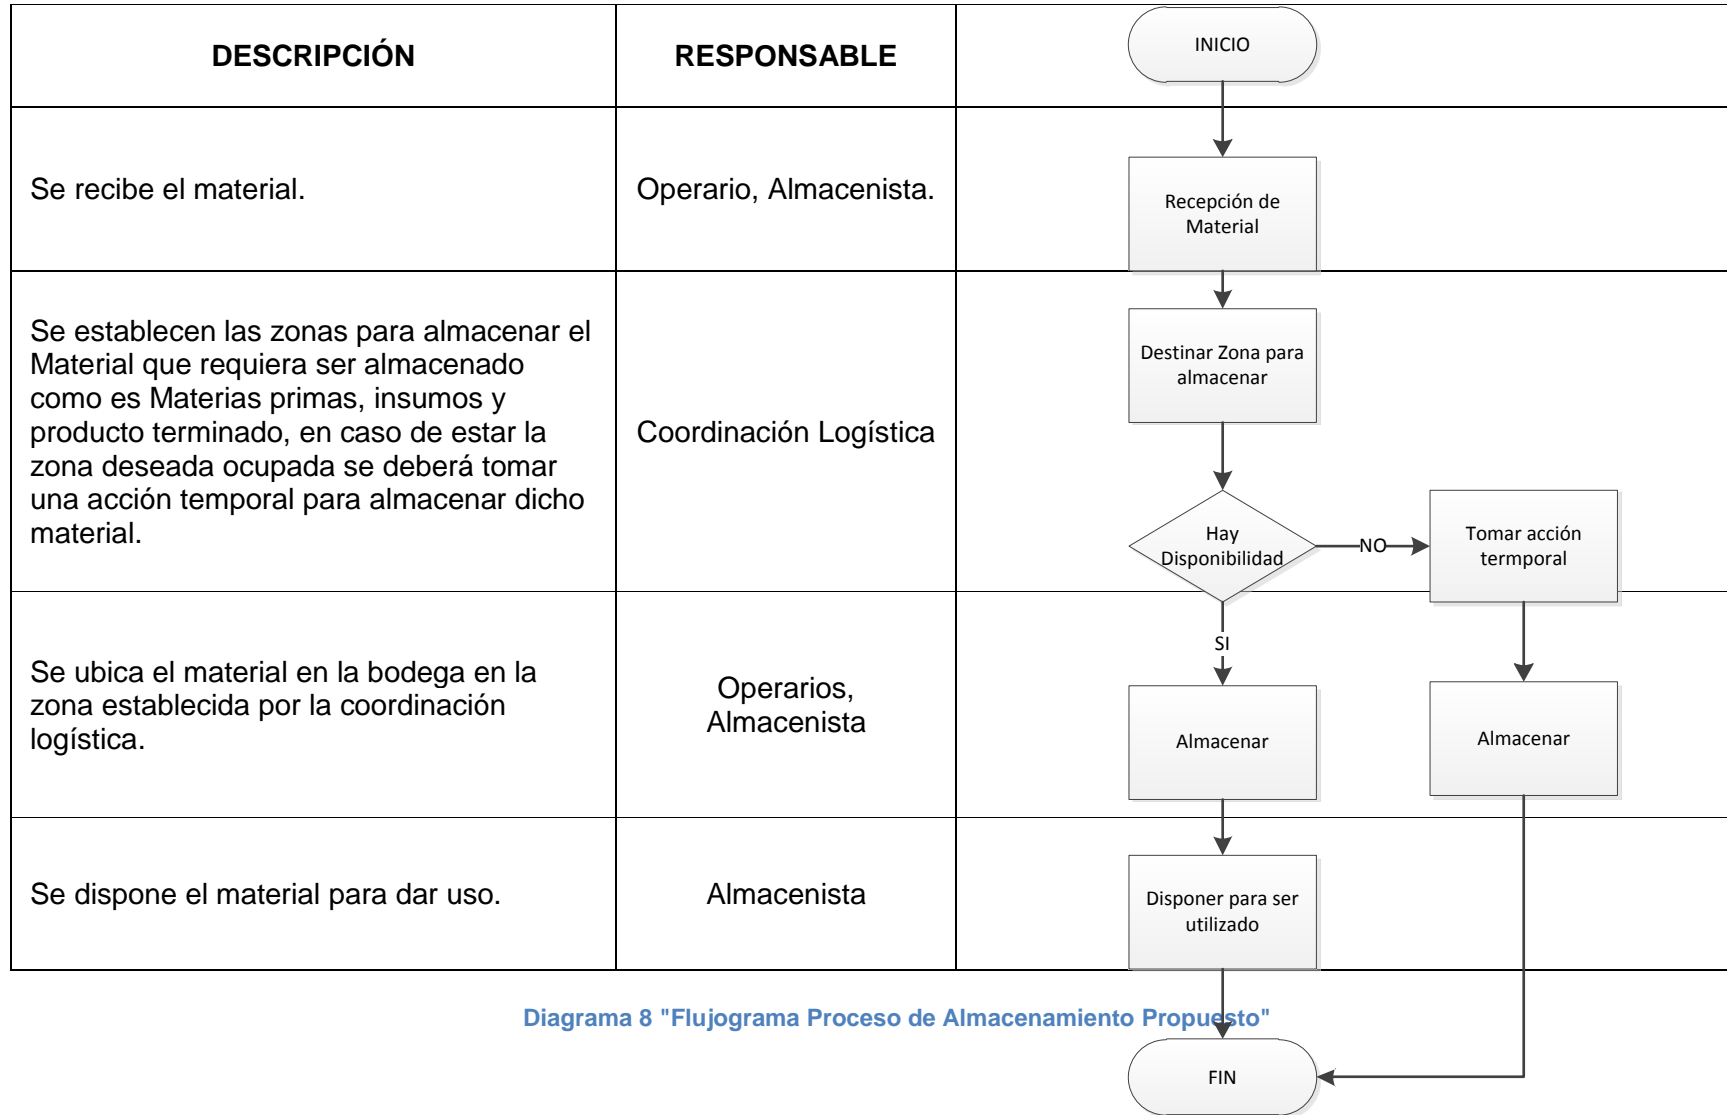 DESCRIPCIÓN
RESPONSABLE
INICIO
Se recibe el material.
Operario, Almacenista.
Recepción de
Material
Se establecen las zonas para almacenar el
Material que requiera ser almacenado
como es Materias primas, insumos y
producto terminado, en caso de estar la
zona deseada ocupada se deberá tomar
una acción temporal para almacenar dicho
material.
Coordinación Logística
Destinar Zona para
almacenar
Hay
Disponibilidad
NO
Tomar acción
termporal
SI
Se ubica el material en la bodega en la
zona establecida por la coordinación
logística.
Operarios,
Almacenista
Almacenar
Almacenar
Se dispone el material para dar uso.
Almacenista
Disponer para ser
utilizado
Diagrama 8 "Flujograma Proceso de Almacenamiento Propuesto"
FIN